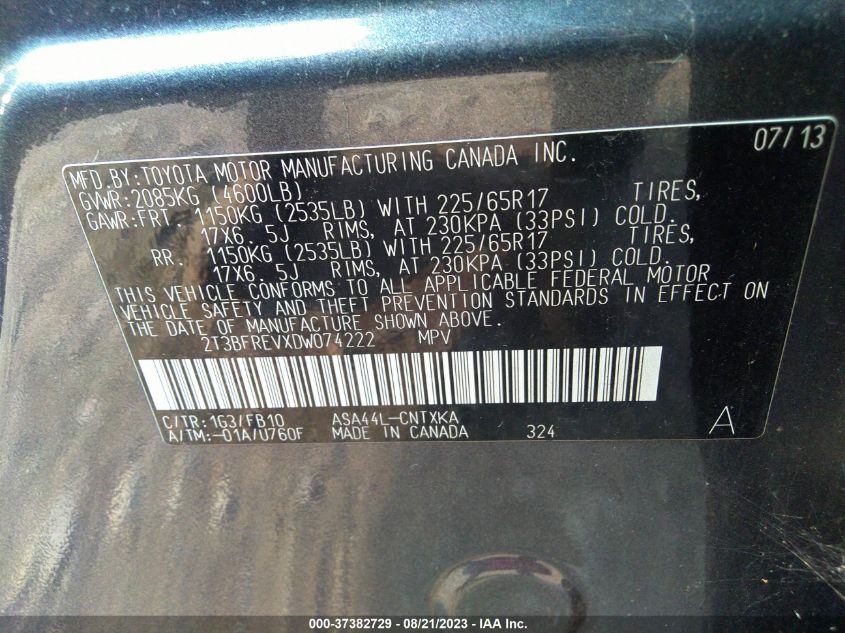 07/13
MFD.BY:TOYOTA MOTOR MANUFACTURING CANADA INC.
GVWR:2085KG (4600LB)
GAWR:FRT. 1150KG (2535LB) WITH 225/65R17 TIRES,
17X6.5J RIMS, AT 230KPA (33PSI) COLD.
RR. 1150KG (2535LB) WITH 225/65R17 TIRES,
17X6.5J RIMS, AT 230KPA (33PSI) COLD.
THIS VEHICLE CONFORMS TO ALL APPLICABLE FEDERAL MOTOR
VEHICLE SAFETY AND THEFT PREVENTION STANDARDS IN EFFECT ON
THE DATE OF MANUFACTURE SHOWN ABOVE.
2T3BFREVXDW074222 MPV
C/TR:1G3/FB10 ASA44L-CNTXKA
A/TM:-01A/U760F MADE IN CANADA 324 A
000-37382729 - 08/21/2023 - IAA Inc.